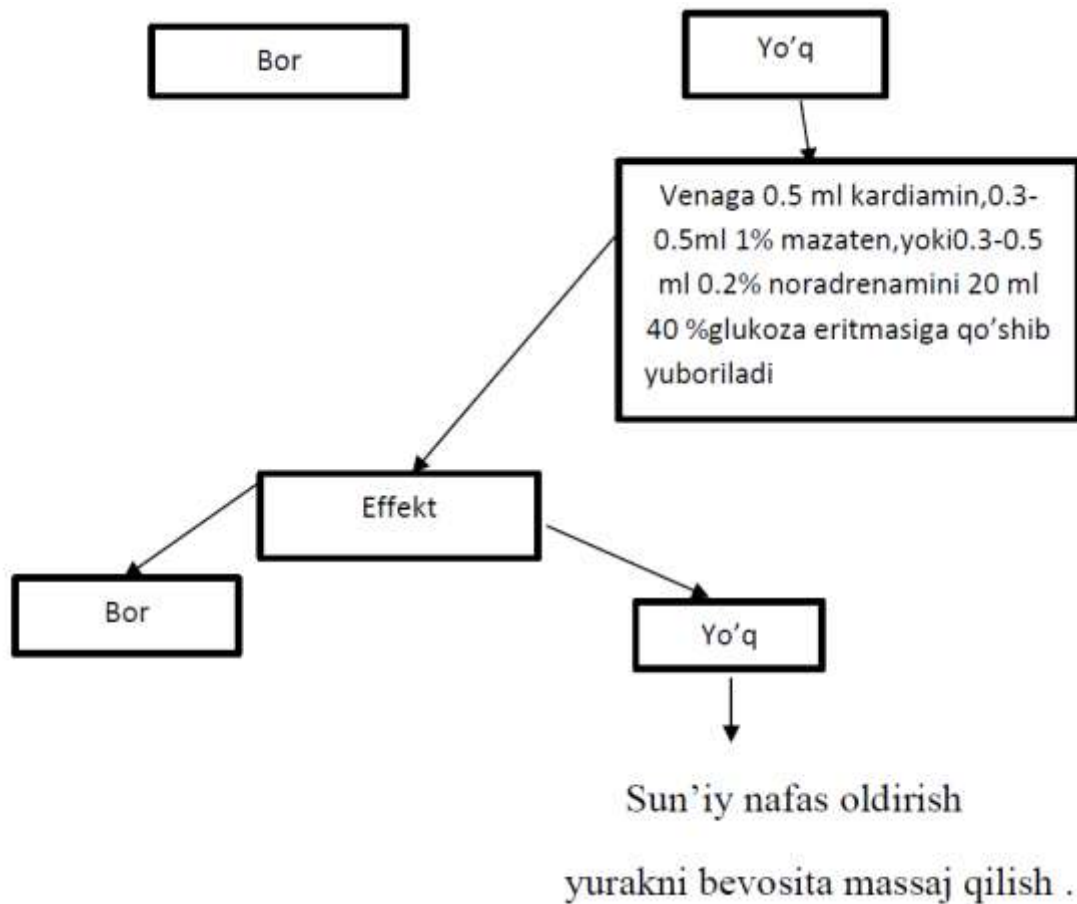 Bor
Yo’q
Venaga 0.5 ml kardiamin,0.3-
0.5ml 1% mazaten,yoki0.3-0.5
ml 0.2% noradrenamini 20 ml
40 %glukoza eritmasiga qo’shib
yuboriladi
Effekt
Bor
Yo’q
Sun’iy nafas oldirish
yurakni bevosita massaj qilish .